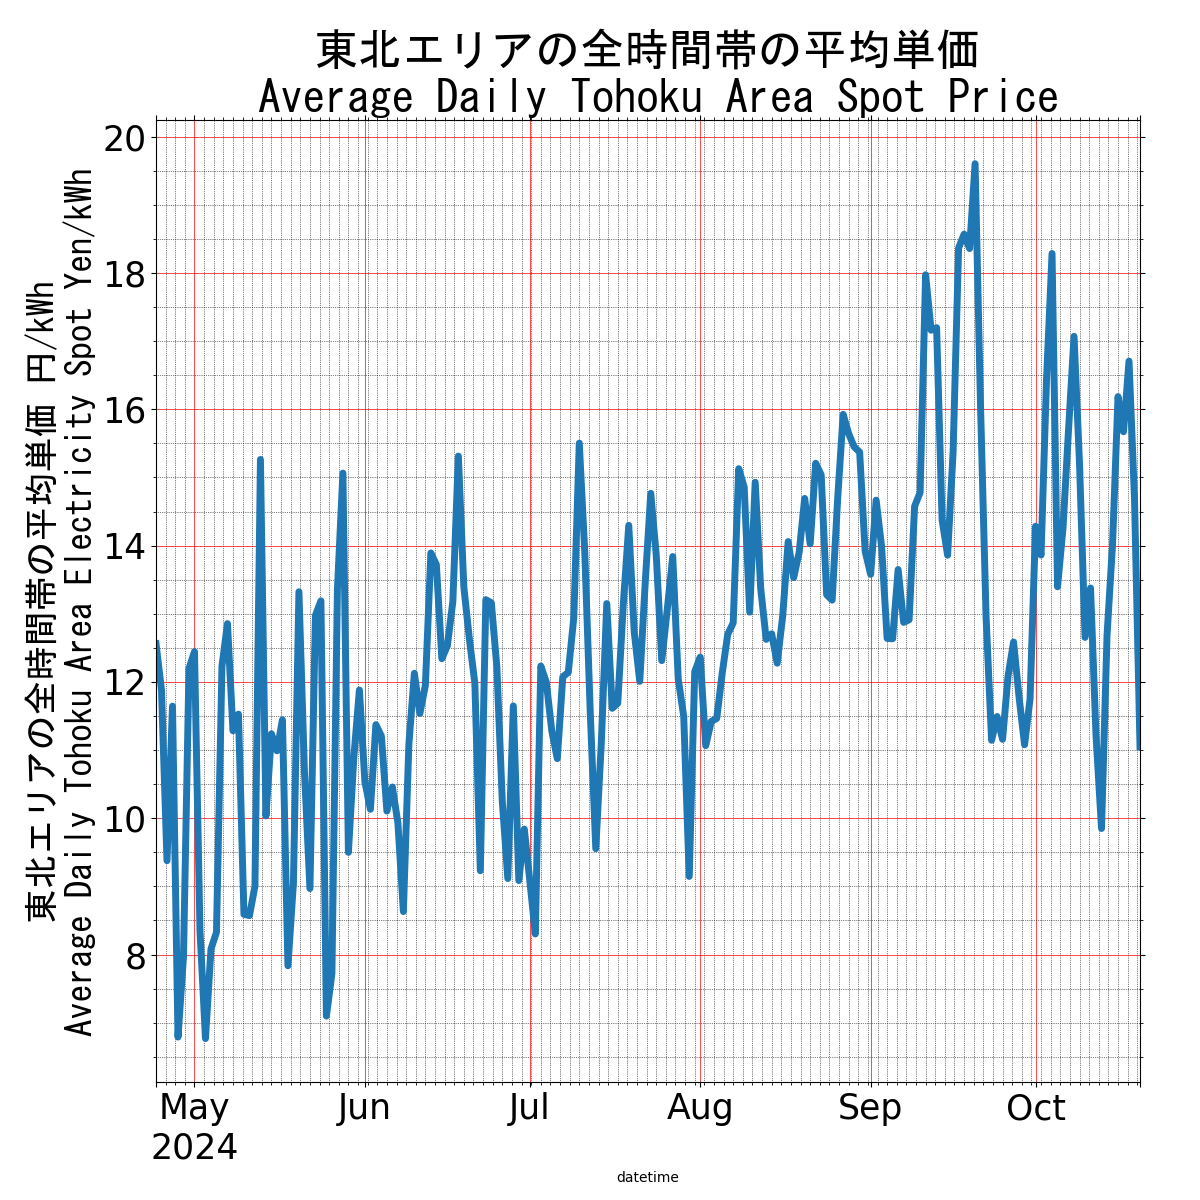 東北エリアの全時間帯の平均単価
Average Daily Tohoku Area Spot Price
東北エリアの全時間帯の平均単価 円/kWh
Average Daily Tohoku Area Electricity Spot Yen/kWh
20
18
16
14
12
10
8
May
2024
Jun
Jul
Aug
Sep
Oct
datetime